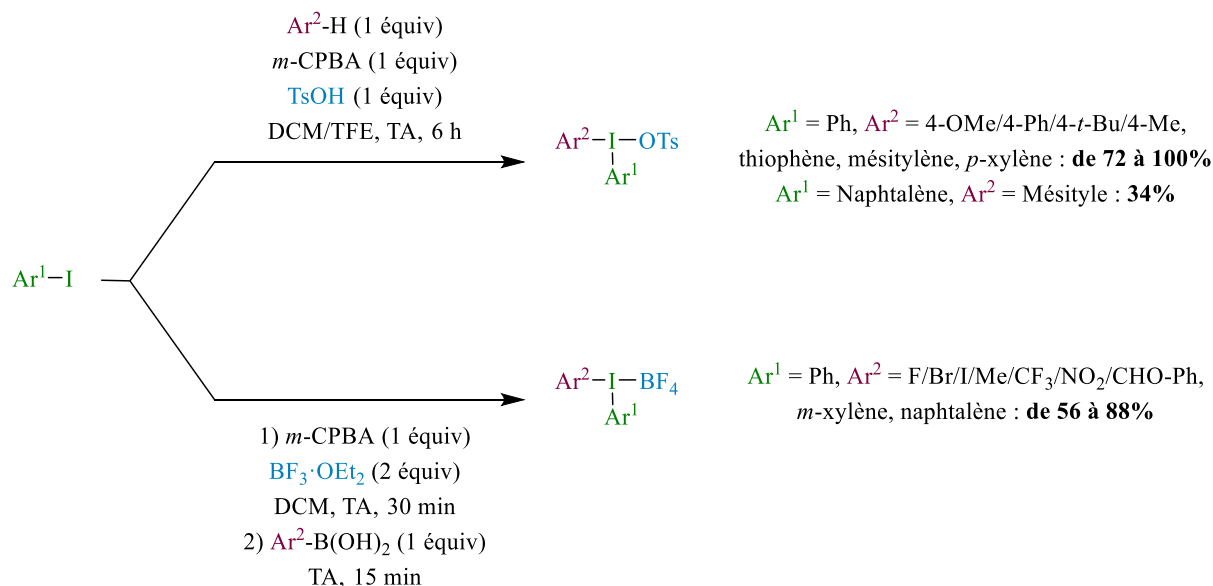 Ar²-H (1 équiv)
m-CPBA (1 équiv)
TsOH (1 équiv)
DCM/TFE, TA, 6 h
Ar²-I-OTs
Ar¹
Ar¹ = Ph, Ar² = 4-OMe/4-Ph/4-t-Bu/4-Me,
thiophène, mésitylène, p-xylène : de 72 à 100%
Ar¹ = Naphtalène, Ar² = Mésityle : 34%
Ar¹-I
Ar²-I-BF₄
Ar¹
Ar¹ = Ph, Ar² = F/Br/I/Me/CF₃/NO₂/CHO-Ph,
m-xylène, naphtalène : de 56 à 88%
1) m-CPBA (1 équiv)
BF₃·OEt₂ (2 équiv)
DCM, TA, 30 min
2) Ar²-B(OH)₂ (1 équiv)
TA, 15 min